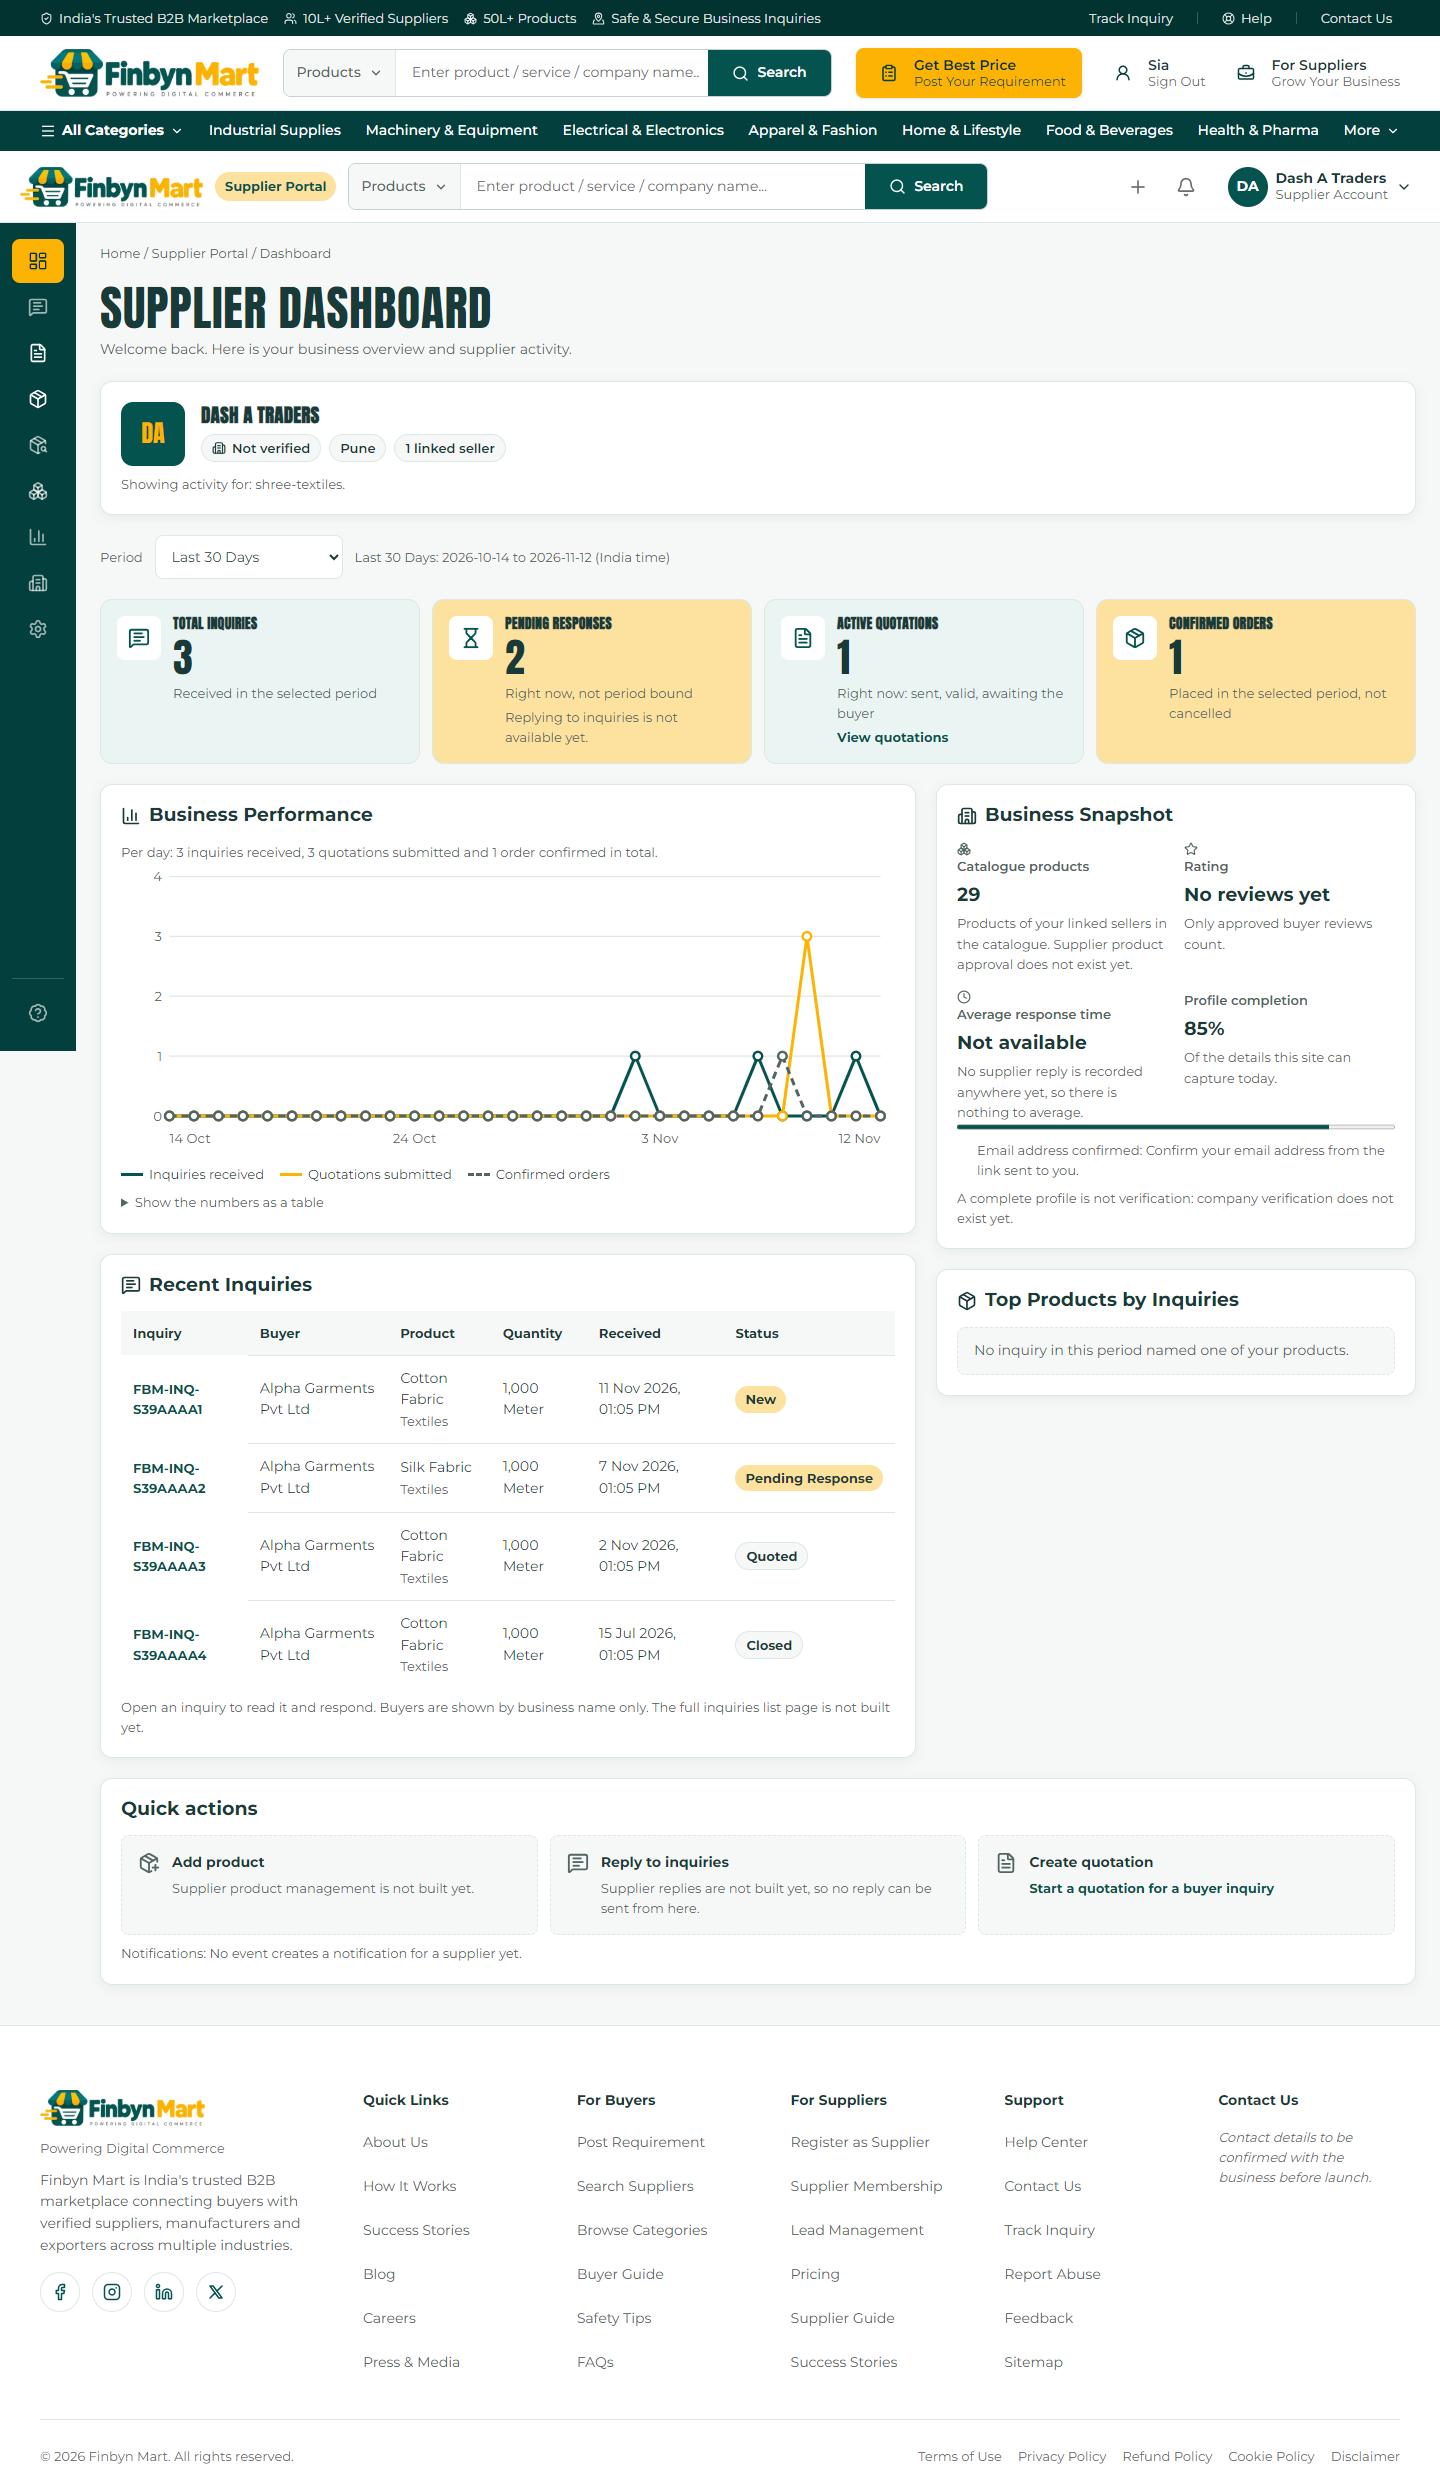 India's Trusted B2B Marketplace 10L+ Verified Suppliers 50L+ Products Safe & Secure Business Inquiries Track Inquiry Help Contact Us
FinbynMart
POWERING DIGITAL COMMERCE
Products Enter product / service / company name.. Search
Get Best Price
Post Your Requirement
Sia
Sign Out
For Suppliers
Grow Your Business
All Categories Industrial Supplies Machinery & Equipment Electrical & Electronics Apparel & Fashion Home & Lifestyle Food & Beverages Health & Pharma More
FinbynMart
POWERING DIGITAL COMMERCE
Supplier Portal
Products Enter product / service / company name... Search
DA
Dash A Traders
Supplier Account
Home / Supplier Portal / Dashboard
SUPPLIER DASHBOARD
Welcome back. Here is your business overview and supplier activity.
DA
DASH A TRADERS
Not verified Pune 1 linked seller
Showing activity for: shree-textiles.
Period Last 30 Days Last 30 Days: 2026-10-14 to 2026-11-12 (India time)
TOTAL INQUIRIES
3
Received in the selected period
PENDING RESPONSES
2
Right now, not period bound
Replying to inquiries is not
available yet.
ACTIVE QUOTATIONS
1
Right now: sent, valid, awaiting the
buyer
View quotations
CONFIRMED ORDERS
1
Placed in the selected period, not
cancelled
Business Performance
Per day: 3 inquiries received, 3 quotations submitted and 1 order confirmed in total.
4
3
2
1
0
14 Oct 24 Oct 3 Nov 12 Nov
Inquiries received Quotations submitted Confirmed orders
Show the numbers as a table
Business Snapshot
Catalogue products
29
Products of your linked sellers in
the catalogue. Supplier product
approval does not exist yet.
Rating
No reviews yet
Only approved buyer reviews
count.
Average response time
Not available
No supplier reply is recorded
anywhere yet, so there is
nothing to average.
Profile completion
85%
Of the details this site can
capture today.
Email address confirmed: Confirm your email address from the
link sent to you.
A complete profile is not verification: company verification does not
exist yet.
Recent Inquiries
Inquiry Buyer Product Quantity Received Status
FBM-INQ-
S39AAAA1
Alpha Garments
Pvt Ltd
Cotton
Fabric
Textiles
1,000
Meter
11 Nov 2026,
01:05 PM
New
FBM-INQ-
S39AAAA2
Alpha Garments
Pvt Ltd
Silk Fabric
Textiles
1,000
Meter
7 Nov 2026,
01:05 PM
Pending Response
FBM-INQ-
S39AAAA3
Alpha Garments
Pvt Ltd
Cotton
Fabric
Textiles
1,000
Meter
2 Nov 2026,
01:05 PM
Quoted
FBM-INQ-
S39AAAA4
Alpha Garments
Pvt Ltd
Cotton
Fabric
Textiles
1,000
Meter
15 Jul 2026,
01:05 PM
Closed
Open an inquiry to read it and respond. Buyers are shown by business name only. The full inquiries list page is not built
yet.
Top Products by Inquiries
No inquiry in this period named one of your products.
Quick actions
Add product
Supplier product management is not built yet.
Reply to inquiries
Supplier replies are not built yet, so no reply can be
sent from here.
Create quotation
Start a quotation for a buyer inquiry
Notifications: No event creates a notification for a supplier yet.
FinbynMart
POWERING DIGITAL COMMERCE
Powering Digital Commerce
Finbyn Mart is India's trusted B2B
marketplace connecting buyers with
verified suppliers, manufacturers and
exporters across multiple industries.
Quick Links
About Us
How It Works
Success Stories
Blog
Careers
Press & Media
For Buyers
Post Requirement
Search Suppliers
Browse Categories
Buyer Guide
Safety Tips
FAQs
For Suppliers
Register as Supplier
Supplier Membership
Lead Management
Pricing
Supplier Guide
Success Stories
Support
Help Center
Contact Us
Track Inquiry
Report Abuse
Feedback
Sitemap
Contact Us
Contact details to be
confirmed with the
business before launch.
© 2026 Finbyn Mart. All rights reserved. Terms of Use Privacy Policy Refund Policy Cookie Policy Disclaimer